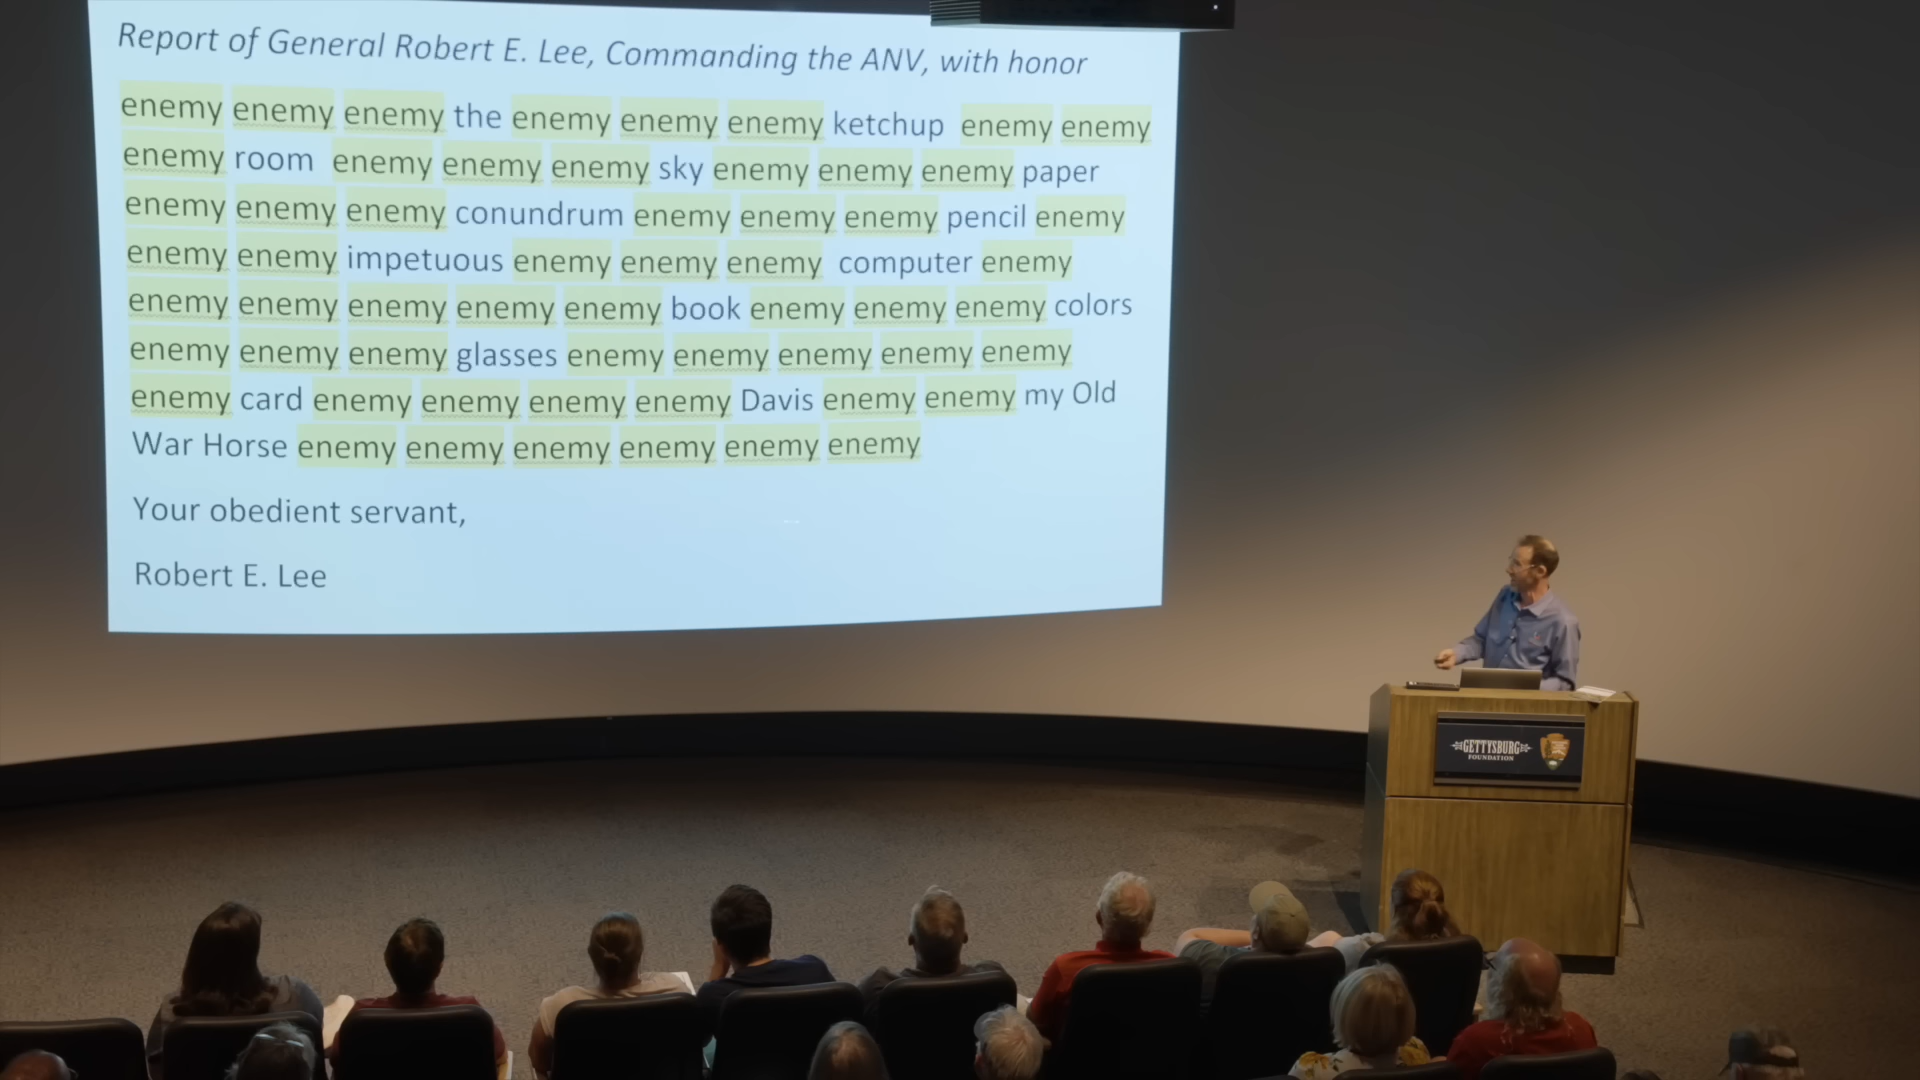 Report of General Robert E. Lee, Commanding the ANV, with honor
enemy enemy enemy the enemy enemy enemy ketchup enemy enemy
enemy room enemy enemy enemy sky enemy enemy enemy paper
enemy enemy enemy conundrum enemy enemy enemy pencil enemy
enemy enemy impetuous enemy enemy enemy computer enemy
enemy enemy enemy enemy enemy book enemy enemy enemy colors
enemy enemy enemy glasses enemy enemy enemy enemy enemy
enemy card enemy enemy enemy enemy Davis enemy enemy my Old
War Horse enemy enemy enemy enemy enemy enemy
Your obedient servant,
Robert E. Lee
GETTYSBURG
FOUNDATION